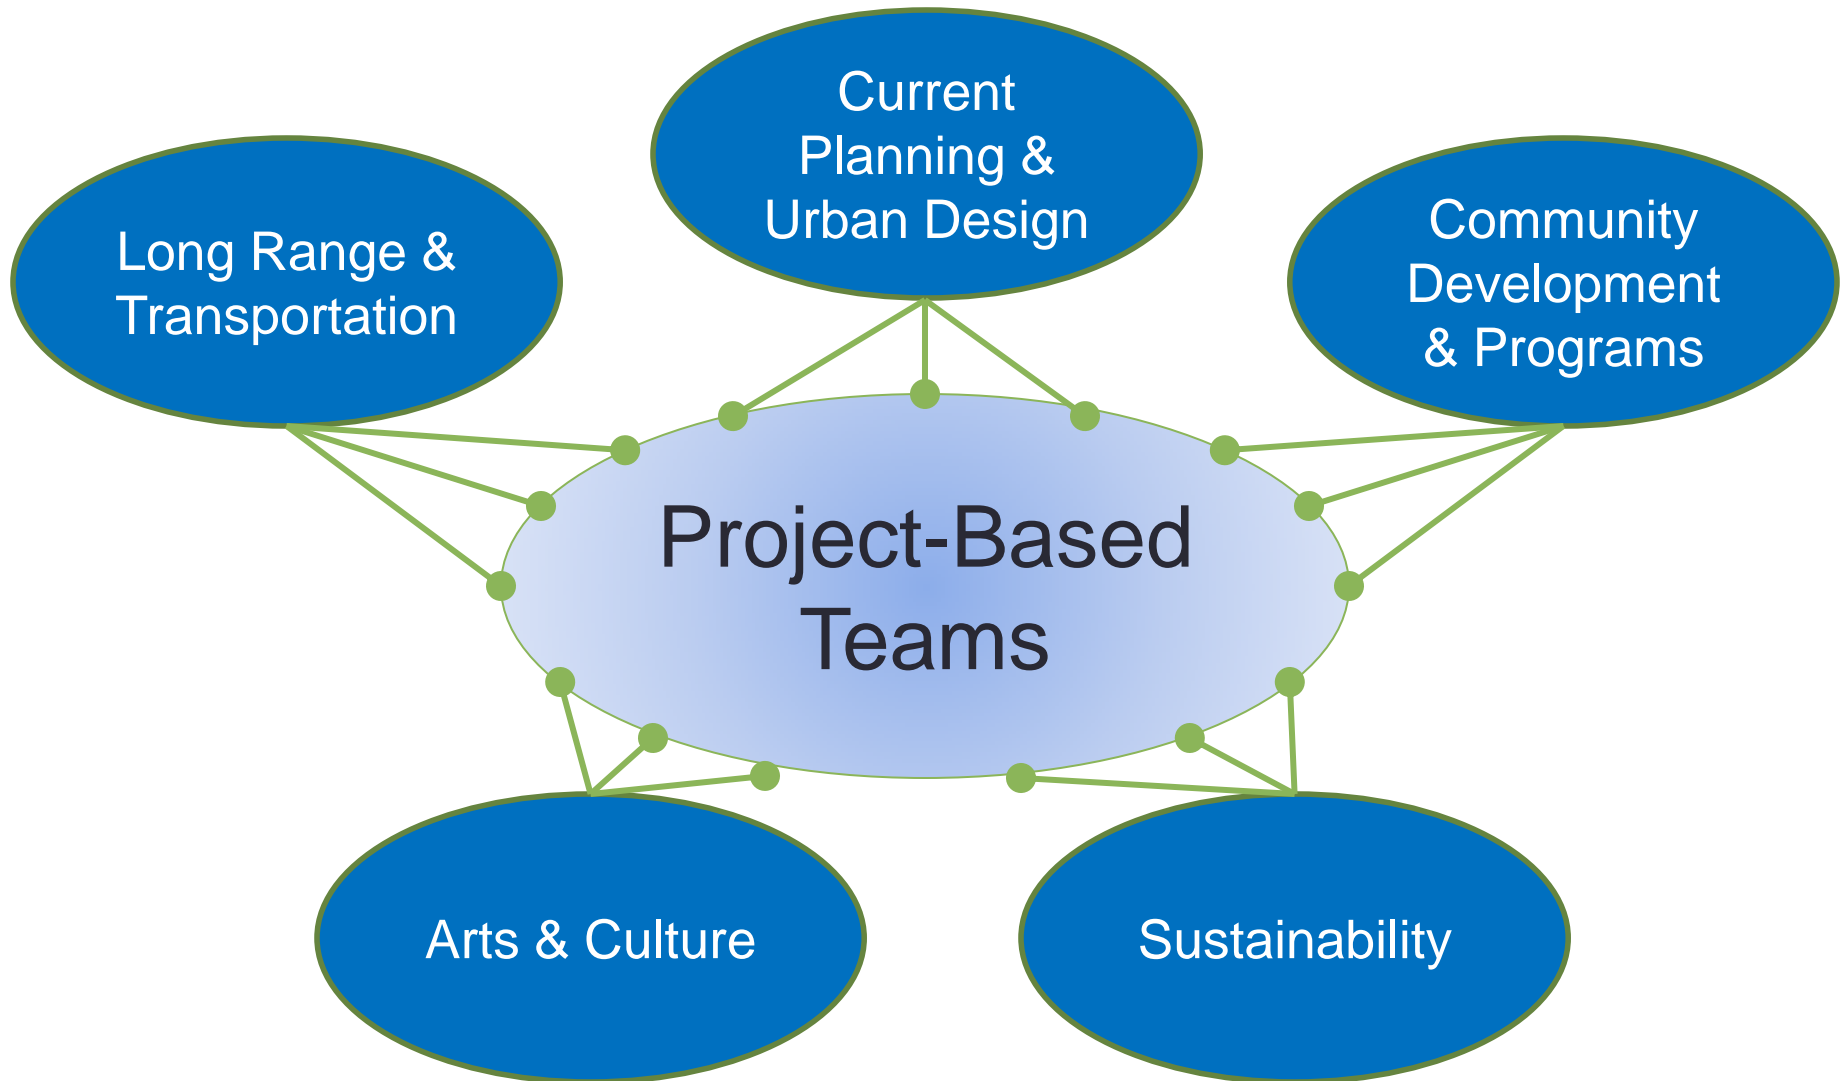 Current
Planning &
Urban Design
Long Range &
Transportation
Community
Development
& Programs
Project-Based
Teams
Arts & Culture
Sustainability